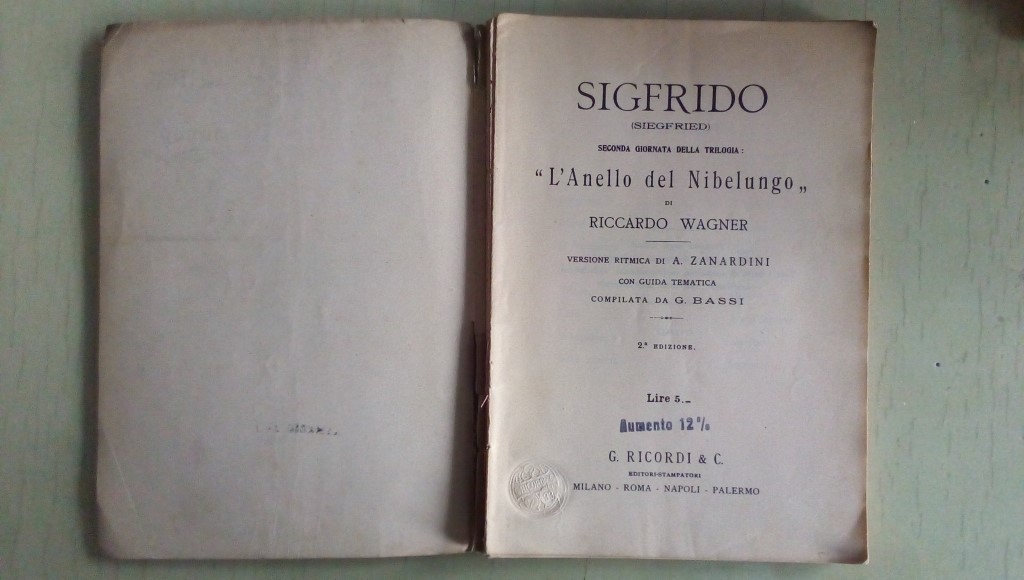 SIGFRIDO
(SIEGFRIED)
SECONDA GIORNATA DELLA TRILOGIA:
“L'Anello del Nibelungo„
DI
RICCARDO WAGNER
VERSIONE RITMICA DI A. ZANARDINI
CON GUIDA TEMATICA
COMPILATA DA G. BASSI
2.ª EDIZIONE.
Lire 5.–
Aumento 12%
G. RICORDI & C.
EDITORI-STAMPATORI
MILANO - ROMA - NAPOLI - PALERMO